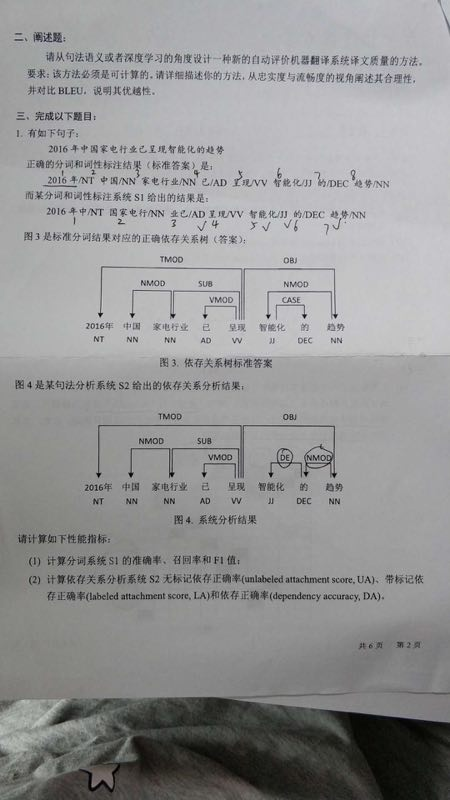 二、阐述题：
请从句法语义或者深度学习的角度设计一种新的自动评价机器翻译系统译文质量的方法。
要求：该方法必须是可计算的。请详细描述你的方法，从忠实度与流畅度的视角阐述其合理性，
并对比 BLEU，说明其优越性。
三、完成以下题目：
1. 有如下句子：
2016 年中国家电行业已呈现智能化的趋势
正确的分词和词性标注结果（标准答案）是：
1 2 3 4 5 6 7 8
2016 年/NT 中国/NN 家电行业/NN 已/AD 呈现/VV 智能化/JJ 的/DEC 趋势/NN
而某分词和词性标注系统 S1 给出的结果是：
2016 年中/NT 国家电行/NN 业已/AD 呈现/VV 智能化/JJ 的/DEC 趋势/NN
1 2 3 √4 5√ √6 7√
图 3 是标准分词结果对应的正确依存关系树（答案）：
TMOD OBJ
NMOD SUB NMOD
VMOD CASE
2016年 中国 家电行业 已 呈现 智能化 的 趋势
NT NN NN AD VV JJ DEC NN
图 3. 依存关系树标准答案
图 4 是某句法分析系统 S2 给出的依存关系分析结果：
TMOD OBJ
NMOD SUB
VMOD DE NMOD
2016年 中国 家电行业 已 呈现 智能化 的 趋势
NT NN NN AD VV JJ DEC NN
图 4. 系统分析结果
请计算如下性能指标：
(1) 计算分词系统 S1 的准确率、召回率和 F1 值；
(2) 计算依存关系分析系统 S2 无标记依存正确率(unlabeled attachment score, UA)、带标记依
存正确率(labeled attachment score, LA)和依存正确率(dependency accuracy, DA)。
共 6 页 第 2 页